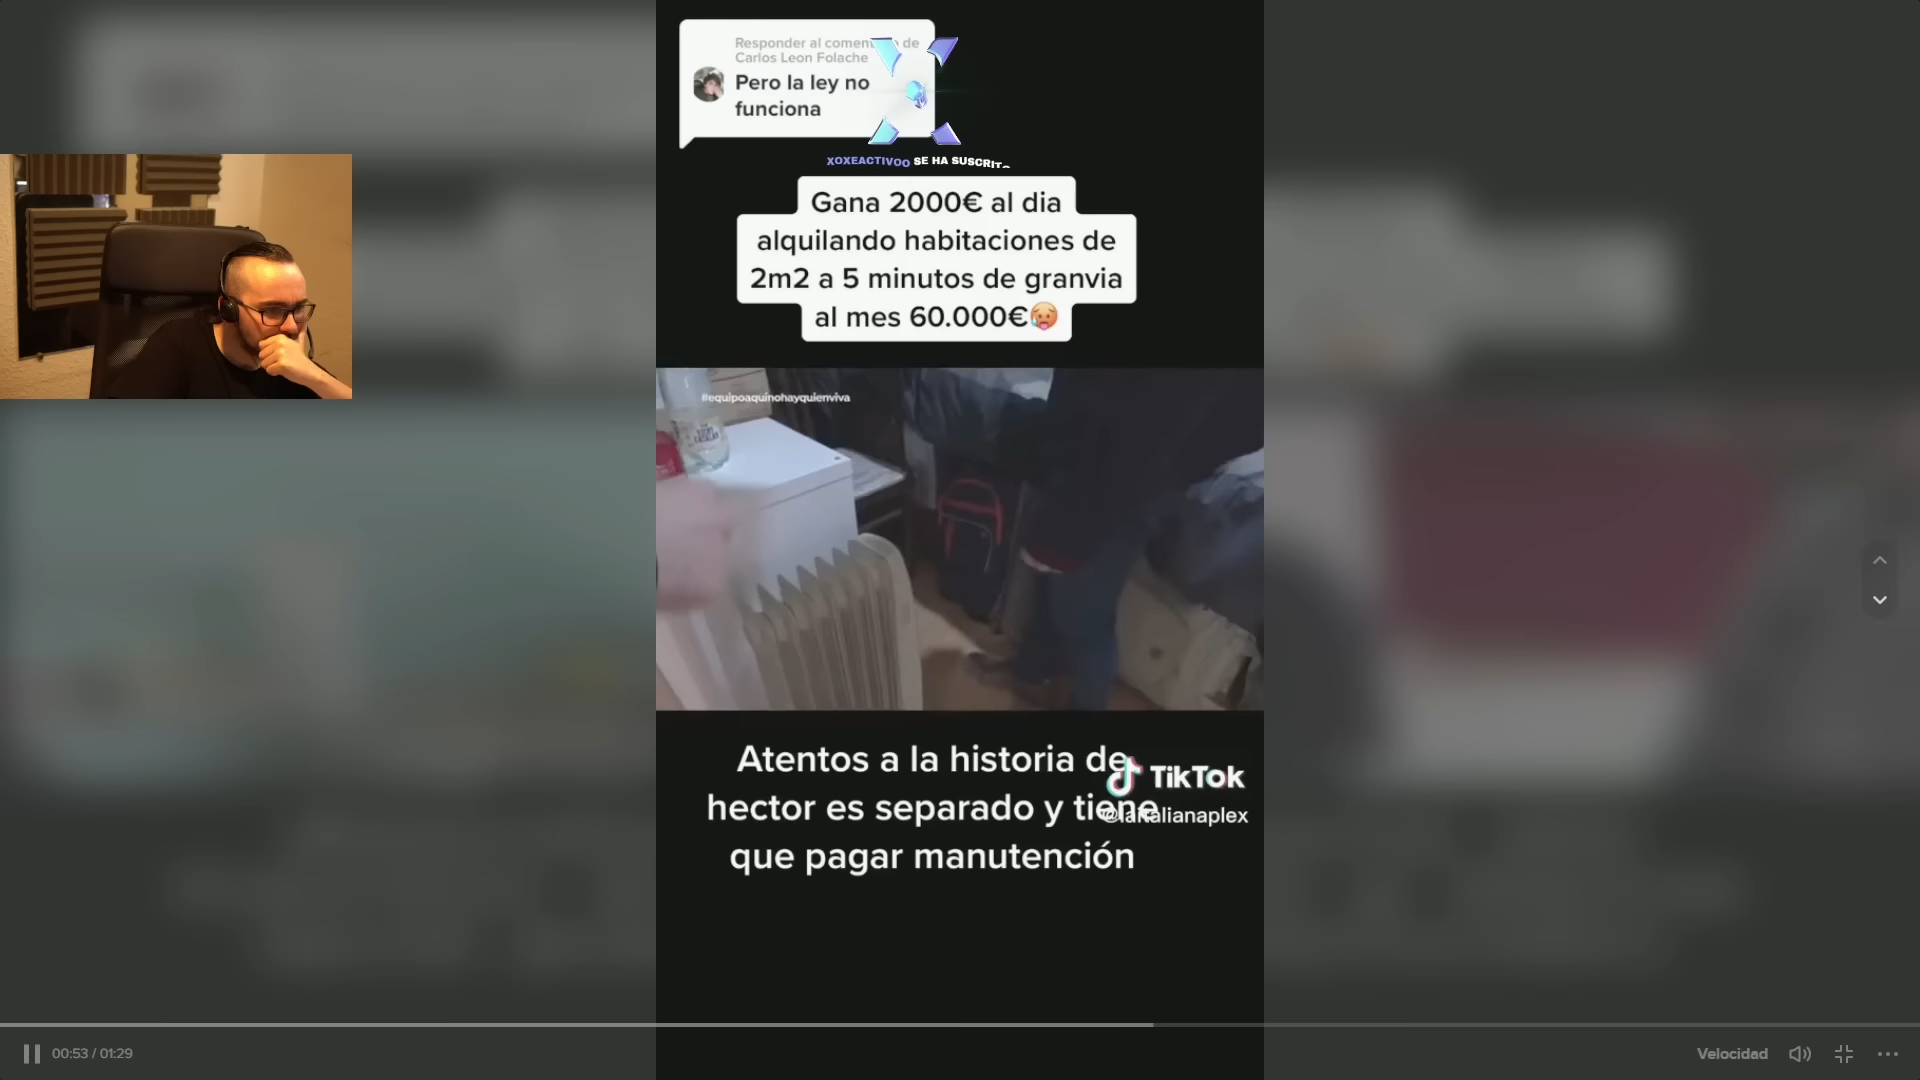 Responder al comen de
Carlos Leon Folache
Pero la ley no
funciona
XOXEACTIVOO SE HA SUSCRITO
Gana 2000€ al dia
alquilando habitaciones de
2m2 a 5 minutos de granvia
al mes 60.000€🥵
#equipoaquinohayquienviva
Atentos a la historia de
hector es separado y tiene
que pagar manutención
TikTok
@laitalianaplex
00:53 / 01:29
Velocidad